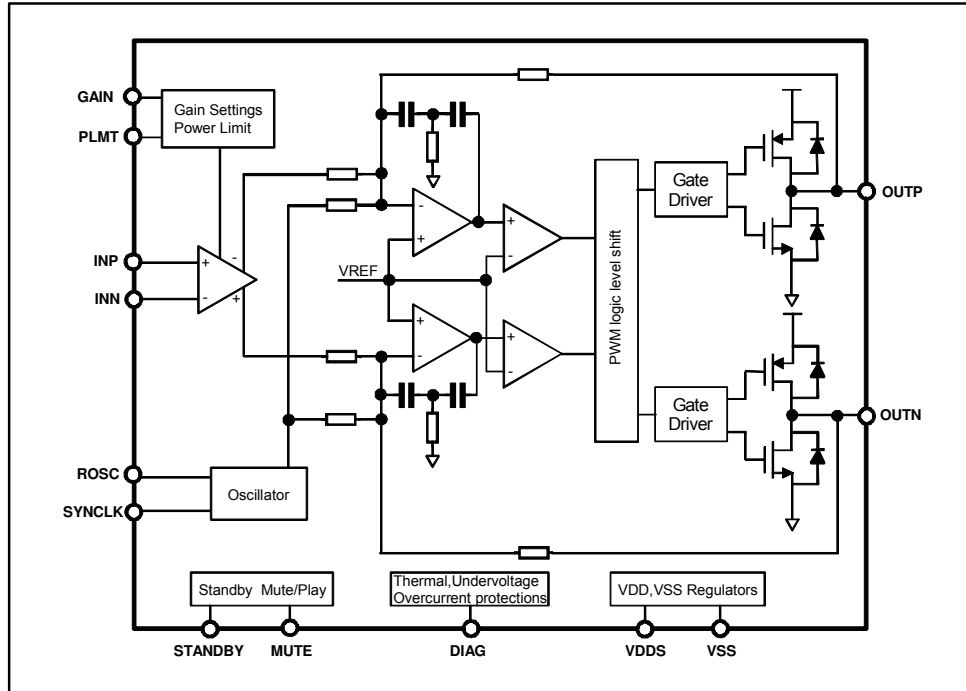 GAIN
Gain Settings
Power Limit
PLMT
Gate
Driver
OUTP
- +
+ -
INP
+ -
INN
- +
VREF
PWM logic level shift
+ +
- -
Gate
Driver
OUTN
ROSC
Oscillator
SYNCLK
Standby Mute/Play
Thermal,Undervoltage
Overcurrent protections
VDD,VSS Regulators
STANDBY
MUTE
DIAG
VDDS
VSS